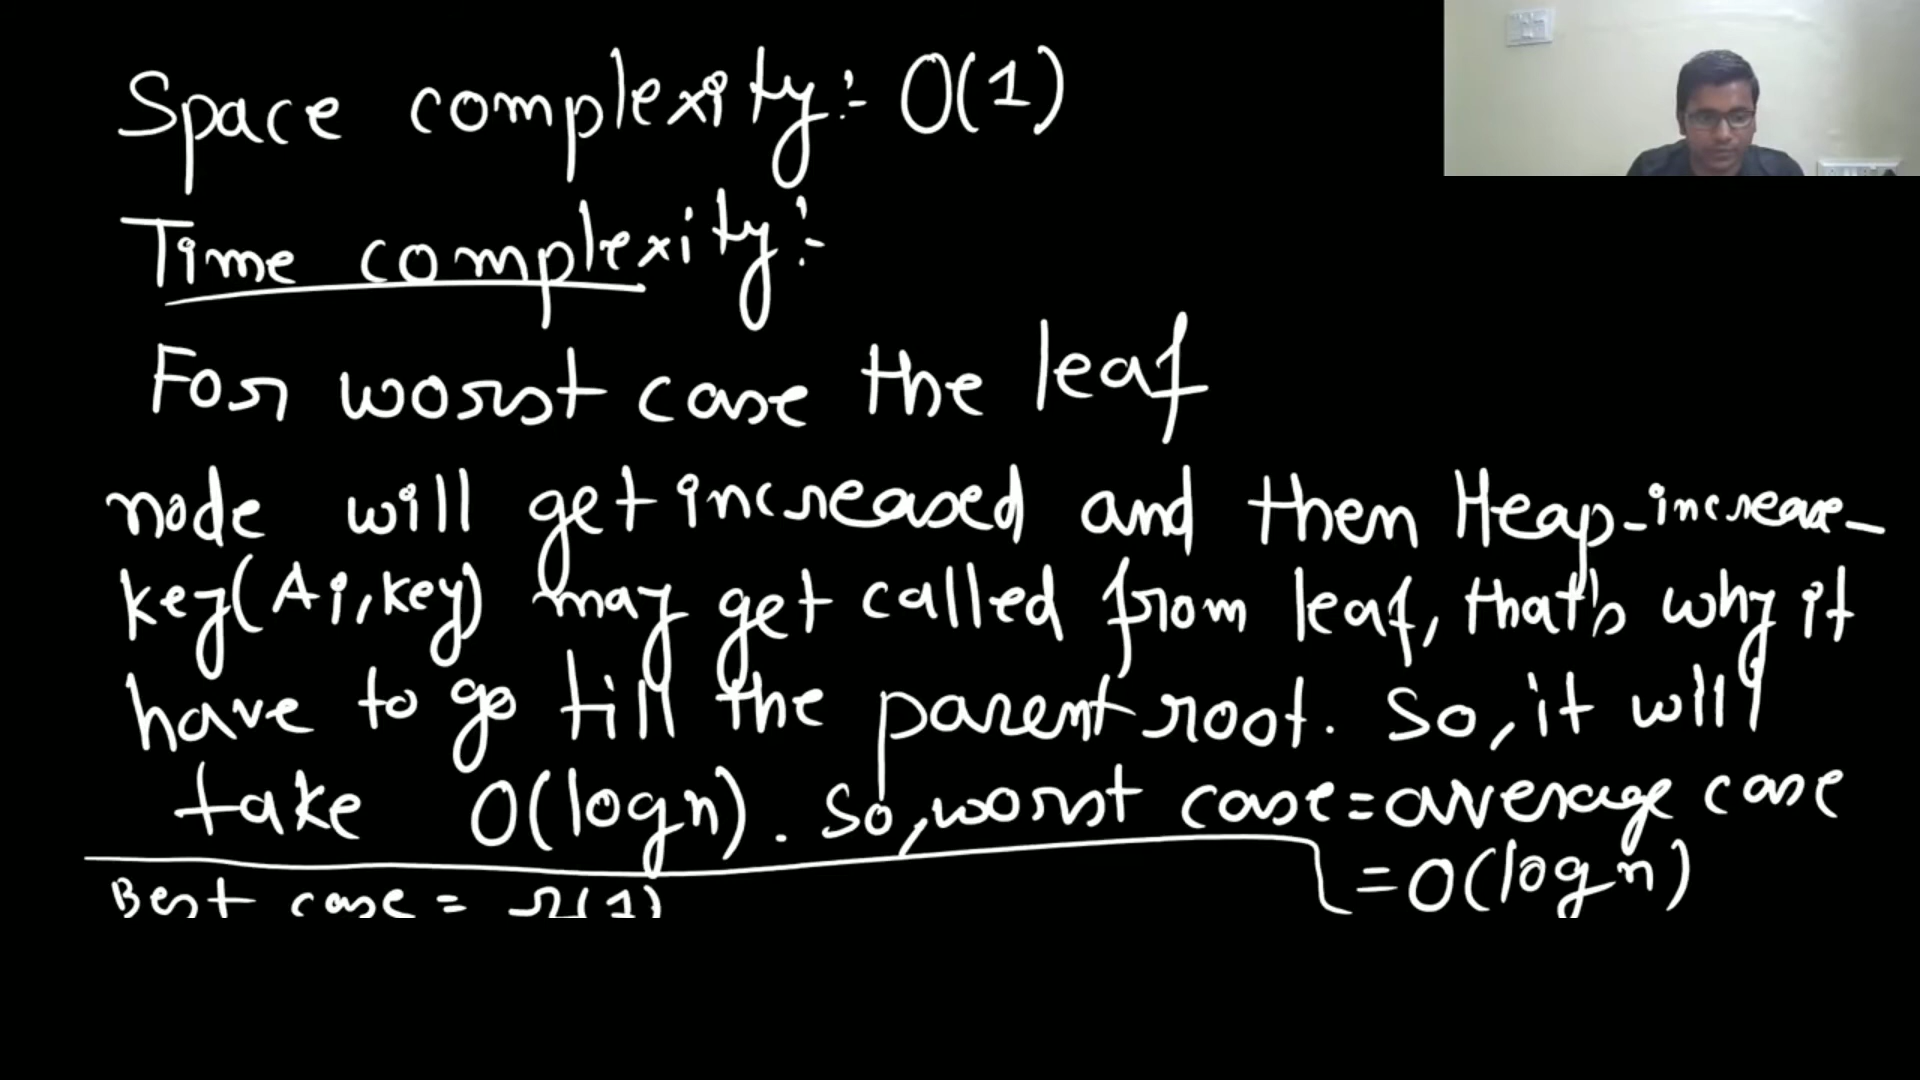 Space complexity:- O(1)
Time complexity:-
For worst case the leaf
node will get increased and then Heap-increase-
key(A,i,key) may get called from leaf, that's why it
have to go till the parent root. So, it will
take O(logn). So, worst case = average case
= O(logn)
Best case = Ω(1)